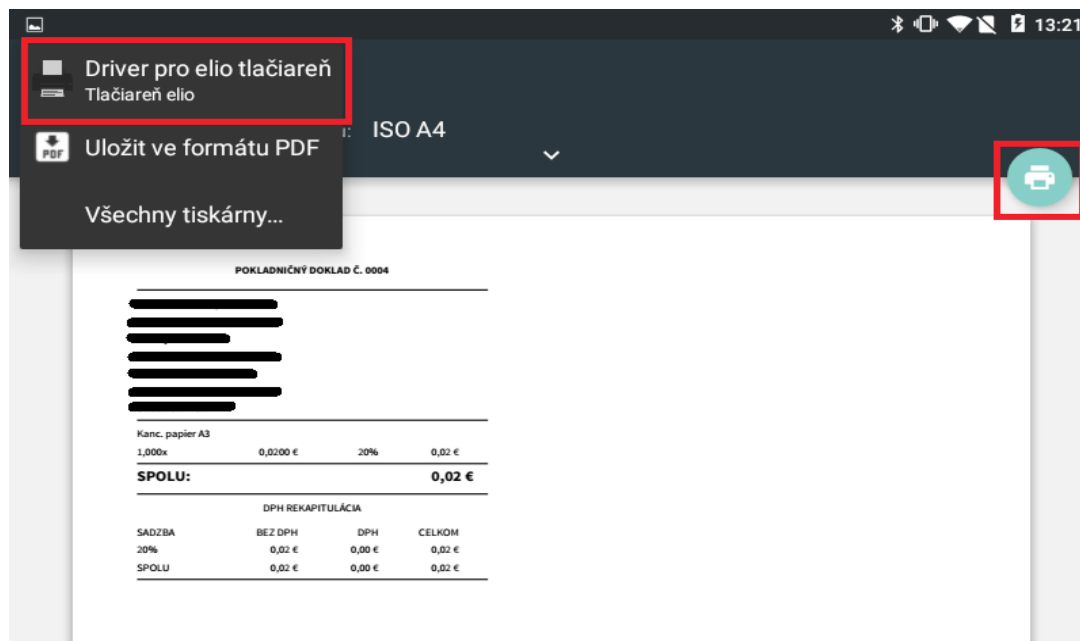 13:21
Driver pro elio tlačiareň
Tlačiareň elio
ISO A4
PDF
Uložit ve formátu PDF
Všechny tiskárny...
POKLADNIČNÝ DOKLAD Č. 0004
Kanc. papier A3
1,000x 0,0200 € 20% 0,02 €
SPOLU: 0,02 €
DPH REKAPITULÁCIA
SADZBA BEZ DPH DPH CELKOM
20% 0,02 € 0,00 € 0,02 €
SPOLU 0,02 € 0,00 € 0,02 €